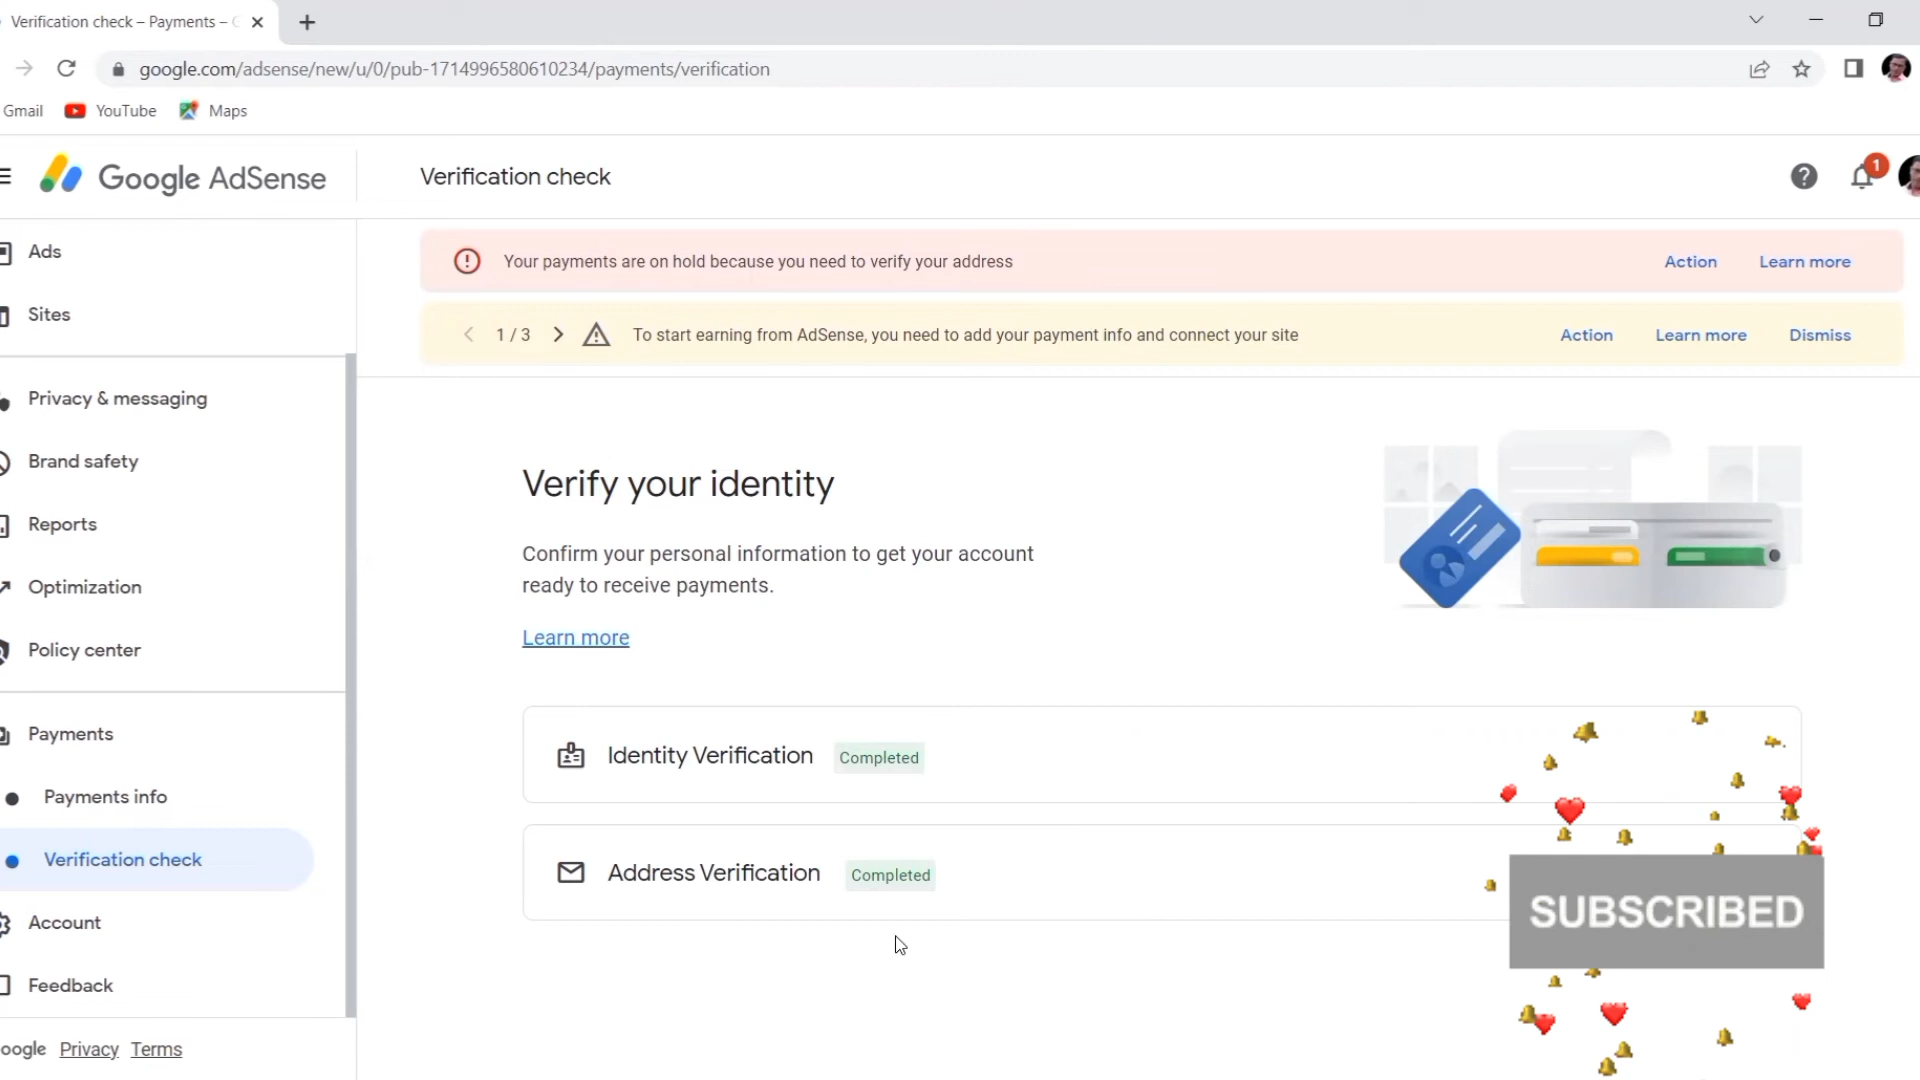 Verification check – Payments –
google.com/adsense/new/u/0/pub-1714996580610234/payments/verification
Gmail YouTube Maps
Google AdSense
Verification check
1
Ads
Your payments are on hold because you need to verify your address Action Learn more
Sites
1 / 3 To start earning from AdSense, you need to add your payment info and connect your site Action Learn more Dismiss
Privacy & messaging
Brand safety
Reports
Optimization
Policy center
Payments
Payments info
Verification check
Account
Feedback
oogle Privacy Terms
Verify your identity
Confirm your personal information to get your account
ready to receive payments.
Learn more
Identity Verification Completed
Address Verification Completed
SUBSCRIBED